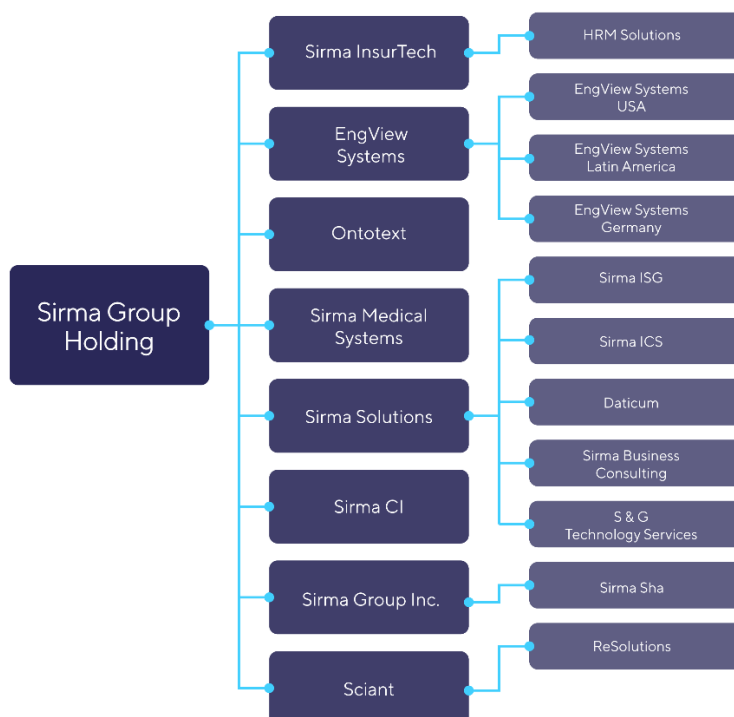 Sirma Group
Holding
Sirma InsurTech
EngView
Systems
Ontotext
Sirma Medical
Systems
Sirma Solutions
Sirma CI
Sirma Group Inc.
Sciant
HRM Solutions
EngView Systems
USA
EngView Systems
Latin America
EngView Systems
Germany
Sirma ISG
Sirma ICS
Daticum
Sirma Business
Consulting
S & G
Technology Services
Sirma Sha
ReSolutions